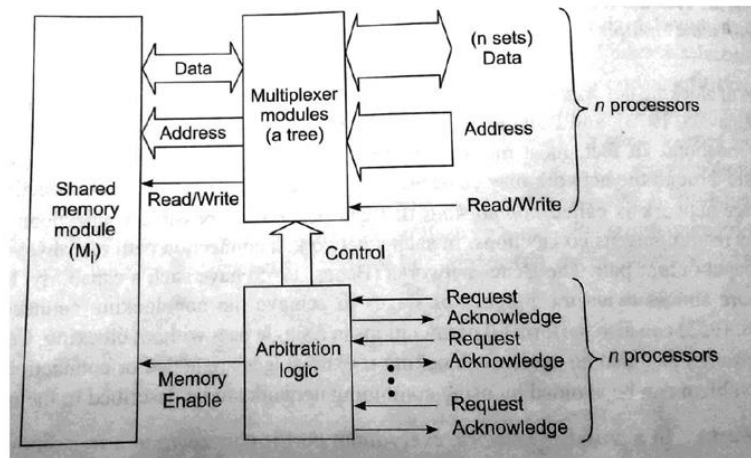 (n sets)
Data
Data
Multiplexer
modules
(a tree)
n processors
Address
Address
Shared
memory
module
(Mi)
Read/Write
Read/Write
Control
Request
Acknowledge
Request
Arbitration
logic
Acknowledge
n processors
Memory
Enable
Request
Acknowledge